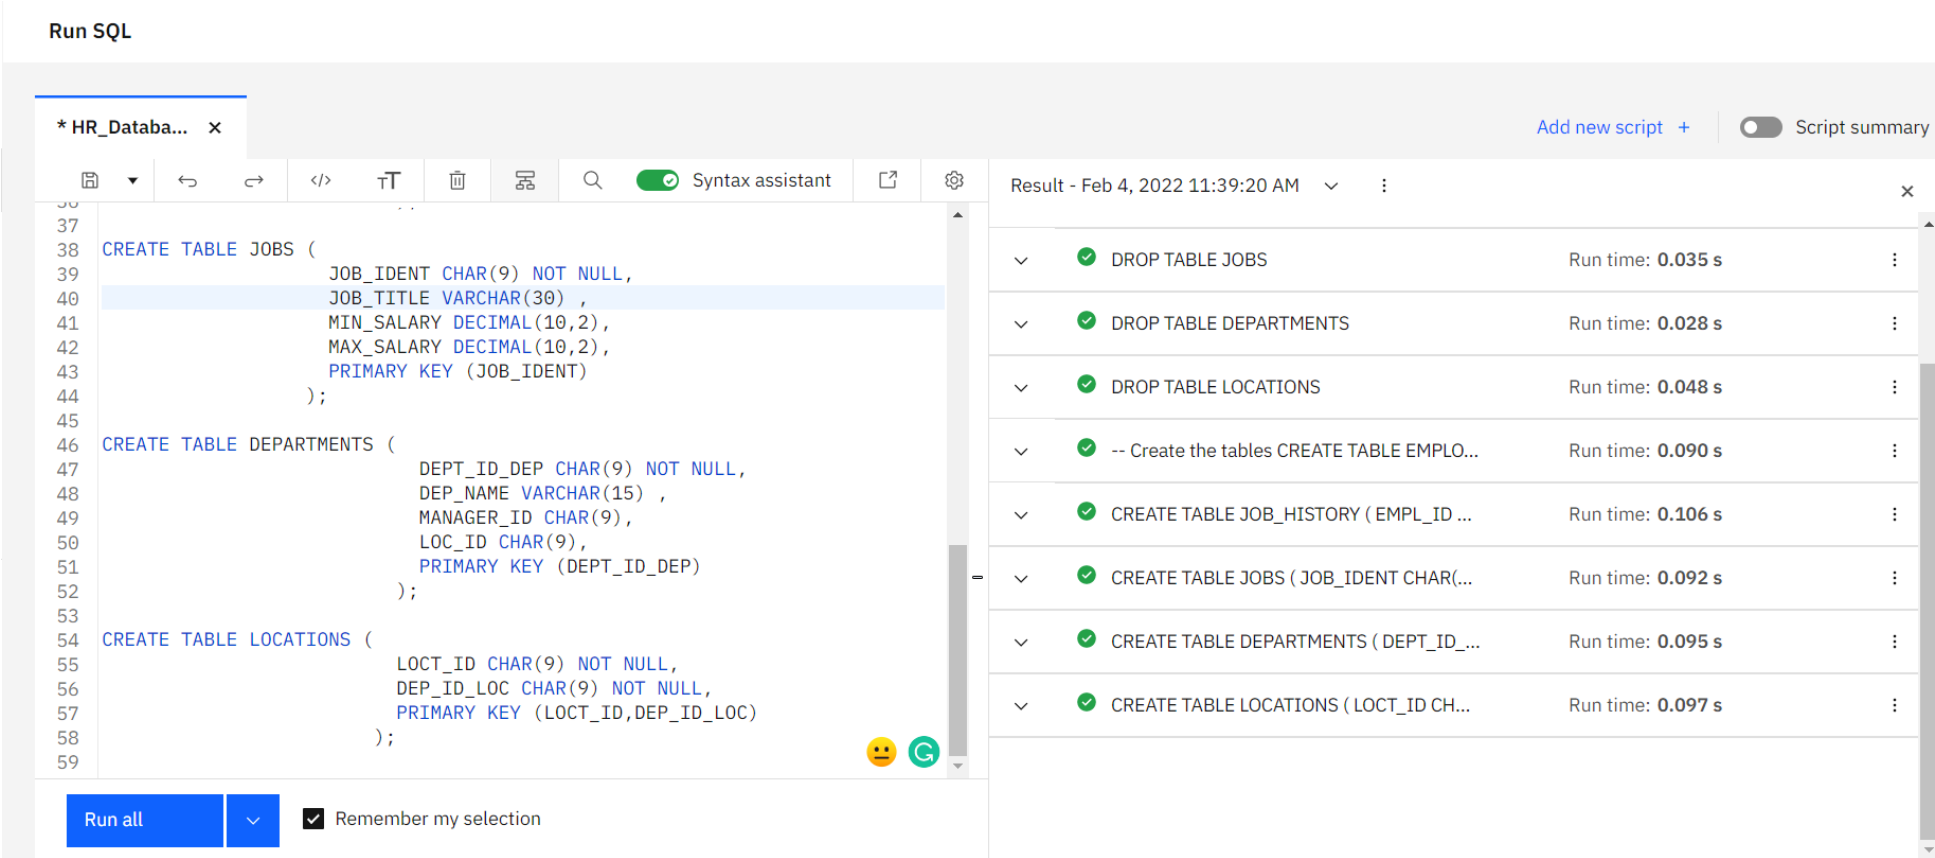 Run SQL
* HR_Databa...
Add new script +
Script summary
Syntax assistant
Result - Feb 4, 2022 11:39:20 AM
37
38 CREATE TABLE JOBS (
39 JOB_IDENT CHAR(9) NOT NULL,
40 JOB_TITLE VARCHAR(30) ,
41 MIN_SALARY DECIMAL(10,2),
42 MAX_SALARY DECIMAL(10,2),
43 PRIMARY KEY (JOB_IDENT)
44 );
45
46 CREATE TABLE DEPARTMENTS (
47 DEPT_ID_DEP CHAR(9) NOT NULL,
48 DEP_NAME VARCHAR(15) ,
49 MANAGER_ID CHAR(9),
50 LOC_ID CHAR(9),
51 PRIMARY KEY (DEPT_ID_DEP)
52 );
53
54 CREATE TABLE LOCATIONS (
55 LOCT_ID CHAR(9) NOT NULL,
56 DEP_ID_LOC CHAR(9) NOT NULL,
57 PRIMARY KEY (LOCT_ID,DEP_ID_LOC)
58 );
59
DROP TABLE JOBS Run time: 0.035 s
DROP TABLE DEPARTMENTS Run time: 0.028 s
DROP TABLE LOCATIONS Run time: 0.048 s
-- Create the tables CREATE TABLE EMPLO... Run time: 0.090 s
CREATE TABLE JOB_HISTORY ( EMPL_ID ... Run time: 0.106 s
CREATE TABLE JOBS ( JOB_IDENT CHAR(... Run time: 0.092 s
CREATE TABLE DEPARTMENTS ( DEPT_ID_... Run time: 0.095 s
CREATE TABLE LOCATIONS ( LOCT_ID CH... Run time: 0.097 s
Run all
Remember my selection